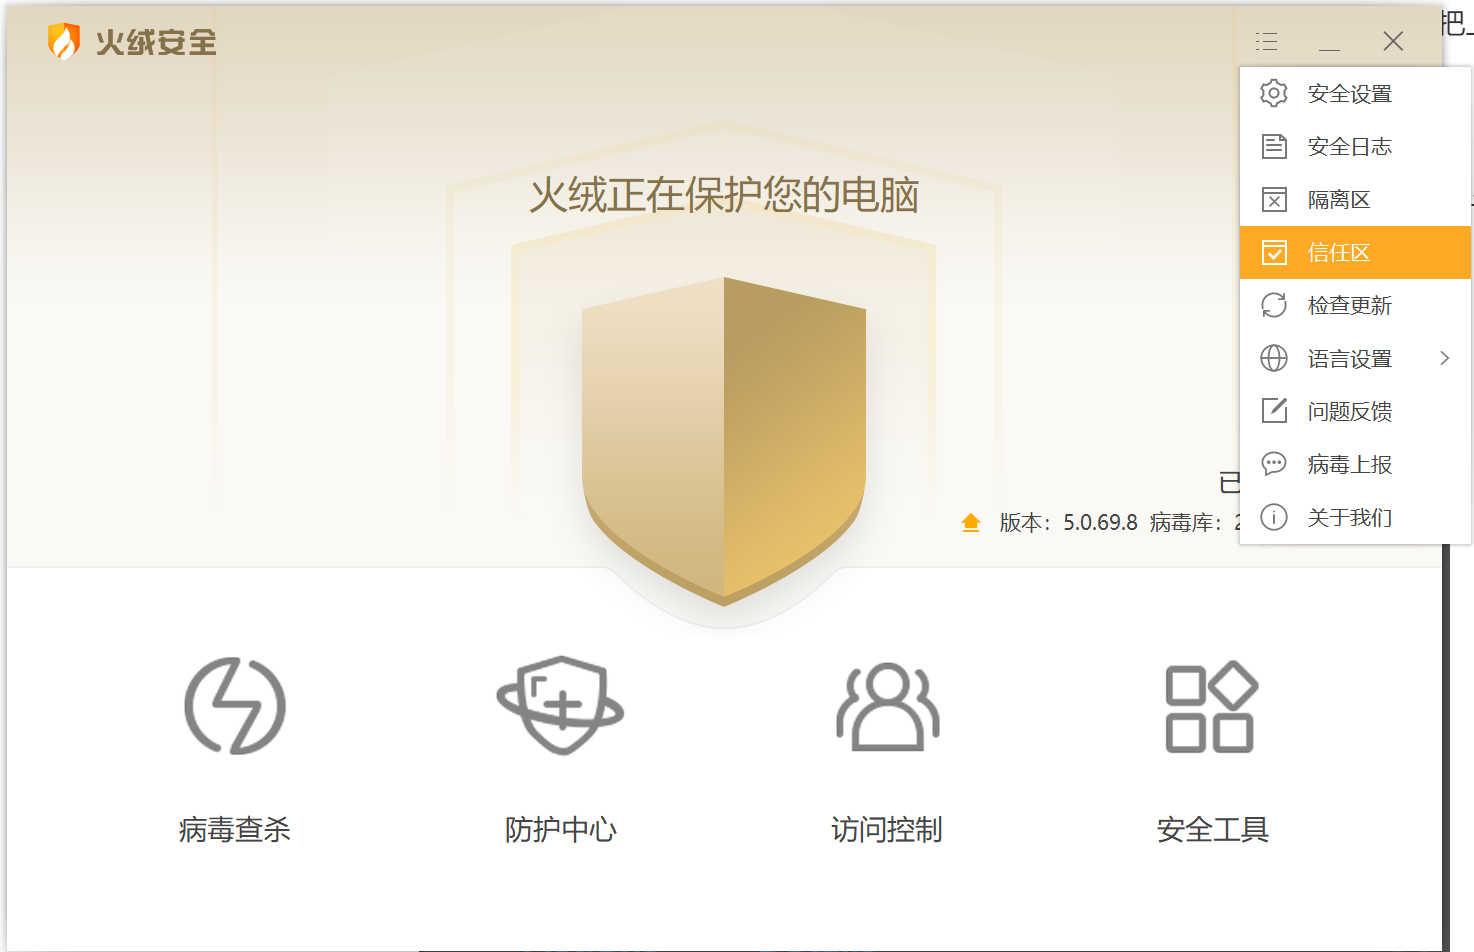 火绒安全
火绒正在保护您的电脑
版本：5.0.69.8 病毒库：2
已
安全设置
安全日志
隔离区
信任区
检查更新
语言设置
问题反馈
病毒上报
关于我们
病毒查杀
防护中心
访问控制
安全工具
把